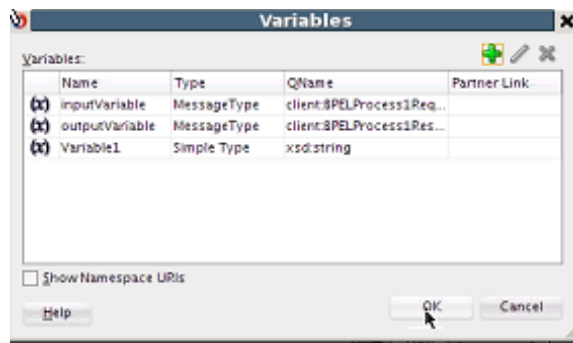 Variables
Variables:
Name Type QName Partner Link
(x) inputVariable MessageType client:BPELProcess1Req...
(x) outputVariable MessageType client:BPELProcess1Res...
(x) Variable1 Simple Type xsd:string
Show Namespace URIs
Help OK Cancel